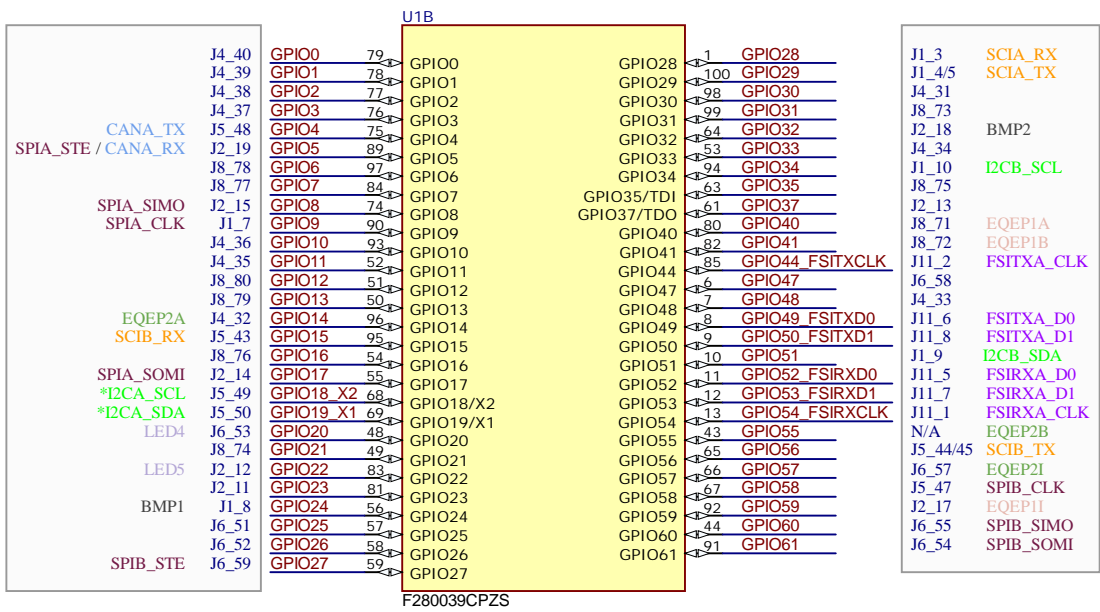 U1B
J4_40 GPIO0 79 GPIO0 GPIO28 1 GPIO28 J1_3 SCIA_RX
J4_39 GPIO1 78 GPIO1 GPIO29 100 GPIO29 J1_4/5 SCIA_TX
J4_38 GPIO2 77 GPIO2 GPIO30 98 GPIO30 J4_31
J4_37 GPIO3 76 GPIO3 GPIO31 99 GPIO31 J8_73
CANA_TX J5_48 GPIO4 75 GPIO4 GPIO32 64 GPIO32 J2_18 BMP2
SPIA_STE / CANA_RX J2_19 GPIO5 89 GPIO5 GPIO33 53 GPIO33 J4_34
J8_78 GPIO6 97 GPIO6 GPIO34 94 GPIO34 J1_10 I2CB_SCL
J8_77 GPIO7 84 GPIO7 GPIO35/TDI 63 GPIO35 J8_75
SPIA_SIMO J2_15 GPIO8 74 GPIO8 GPIO37/TDO 61 GPIO37 J2_13
SPIA_CLK J1_7 GPIO9 90 GPIO9 GPIO40 80 GPIO40 J8_71 EQEP1A
J4_36 GPIO10 93 GPIO10 GPIO41 82 GPIO41 J8_72 EQEP1B
J4_35 GPIO11 52 GPIO11 GPIO44 85 GPIO44_FSITXCLK J11_2 FSITXA_CLK
J8_80 GPIO12 51 GPIO12 GPIO47 6 GPIO47 J6_58
J8_79 GPIO13 50 GPIO13 GPIO48 7 GPIO48 J4_33
EQEP2A J4_32 GPIO14 96 GPIO14 GPIO49 8 GPIO49_FSITXD0 J11_6 FSITXA_D0
SCIB_RX J5_43 GPIO15 95 GPIO15 GPIO50 9 GPIO50_FSITXD1 J11_8 FSITXA_D1
J8_76 GPIO16 54 GPIO16 GPIO51 10 GPIO51 J1_9 I2CB_SDA
SPIA_SOMI J2_14 GPIO17 55 GPIO17 GPIO52 11 GPIO52_FSIRXD0 J11_5 FSIRXA_D0
*I2CA_SCL J5_49 GPIO18_X2 68 GPIO18/X2 GPIO53 12 GPIO53_FSIRXD1 J11_7 FSIRXA_D1
*I2CA_SDA J5_50 GPIO19_X1 69 GPIO19/X1 GPIO54 13 GPIO54_FSIRXCLK J11_1 FSIRXA_CLK
LED4 J6_53 GPIO20 48 GPIO20 GPIO55 43 GPIO55 N/A EQEP2B
J8_74 GPIO21 49 GPIO21 GPIO56 65 GPIO56 J5_44/45 SCIB_TX
LED5 J2_12 GPIO22 83 GPIO22 GPIO57 66 GPIO57 J6_57 EQEP2I
J2_11 GPIO23 81 GPIO23 GPIO58 67 GPIO58 J5_47 SPIB_CLK
BMP1 J1_8 GPIO24 56 GPIO24 GPIO59 92 GPIO59 J2_17 EQEP1I
J6_51 GPIO25 57 GPIO25 GPIO60 44 GPIO60 J6_55 SPIB_SIMO
J6_52 GPIO26 58 GPIO26 GPIO61 91 GPIO61 J6_54 SPIB_SOMI
SPIB_STE J6_59 GPIO27 59 GPIO27
F280039CPZS